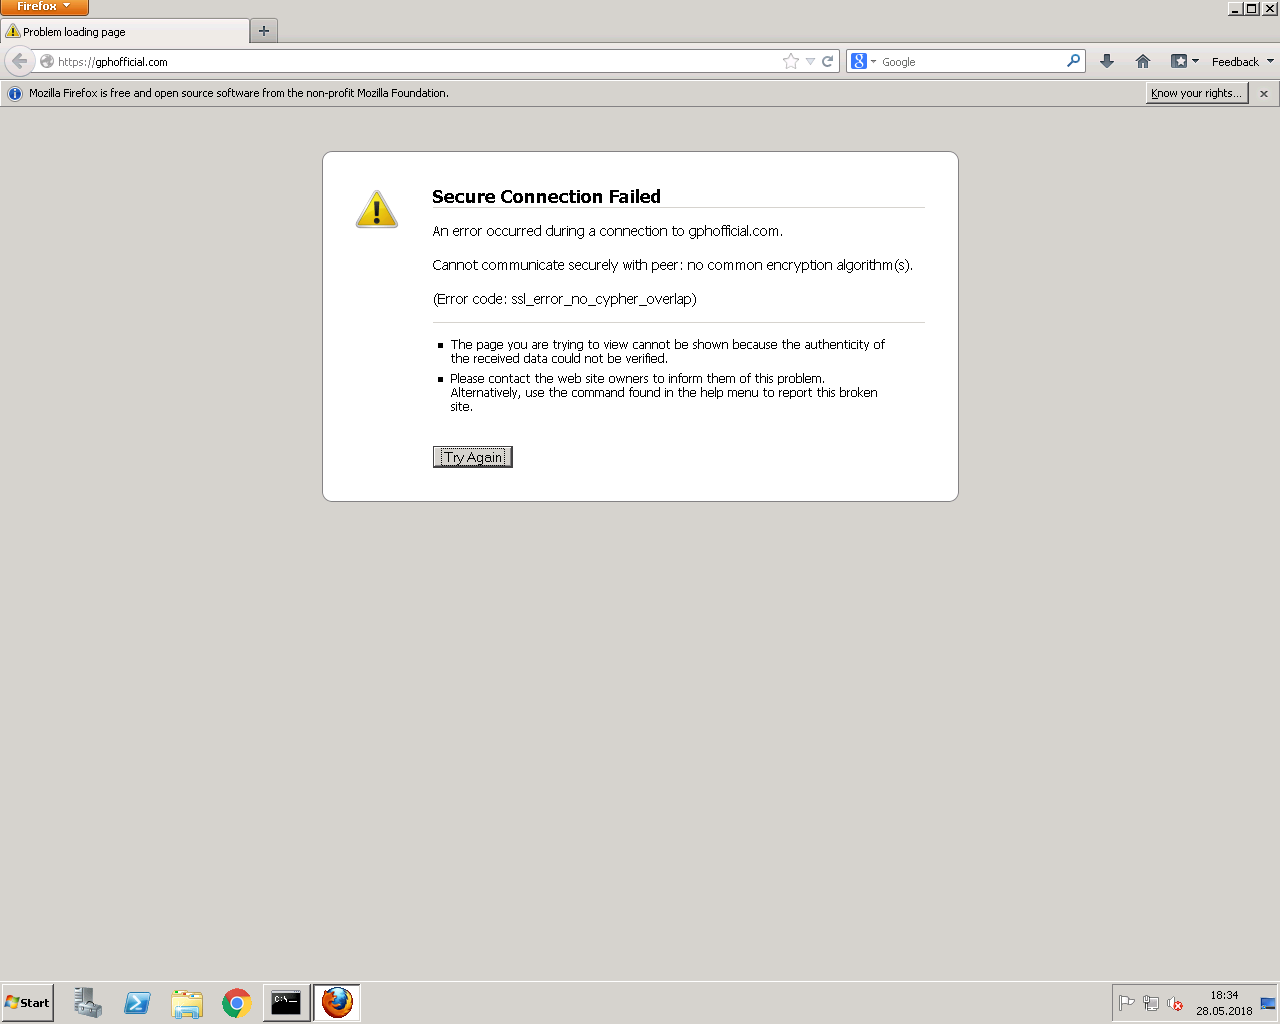 Firefox
Problem loading page
https://gphofficial.com
Google
Feedback
Mozilla Firefox is free and open source software from the non-profit Mozilla Foundation.
Know your rights...
Secure Connection Failed
An error occurred during a connection to gphofficial.com.
Cannot communicate securely with peer: no common encryption algorithm(s).
(Error code: ssl_error_no_cypher_overlap)
The page you are trying to view cannot be shown because the authenticity of
the received data could not be verified.
Please contact the web site owners to inform them of this problem.
Alternatively, use the command found in the help menu to report this broken
site.
Try Again
Start
C:\_
18:34
28.05.2018